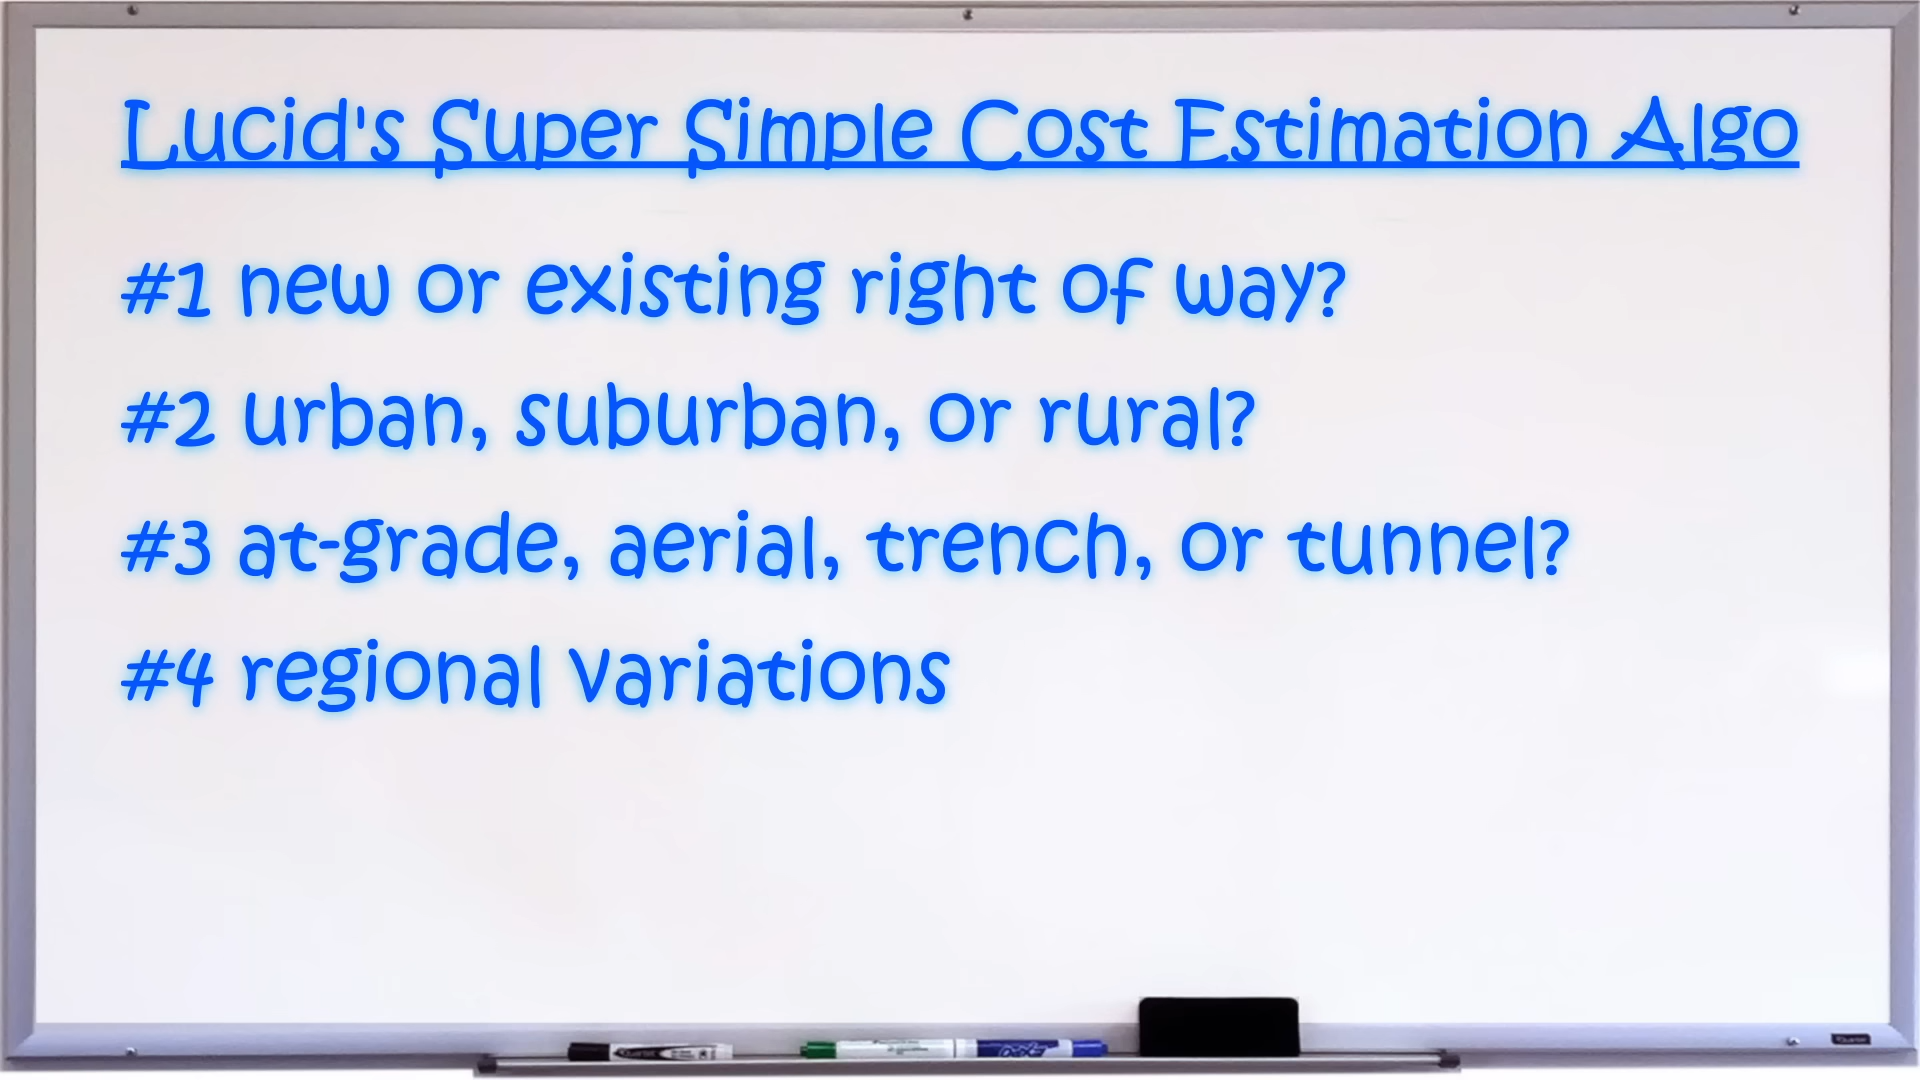 Lucid's Super Simple Cost Estimation Algo
#1 new or existing right of way?
#2 urban, suburban, or rural?
#3 at-grade, aerial, trench, or tunnel?
#4 regional variations